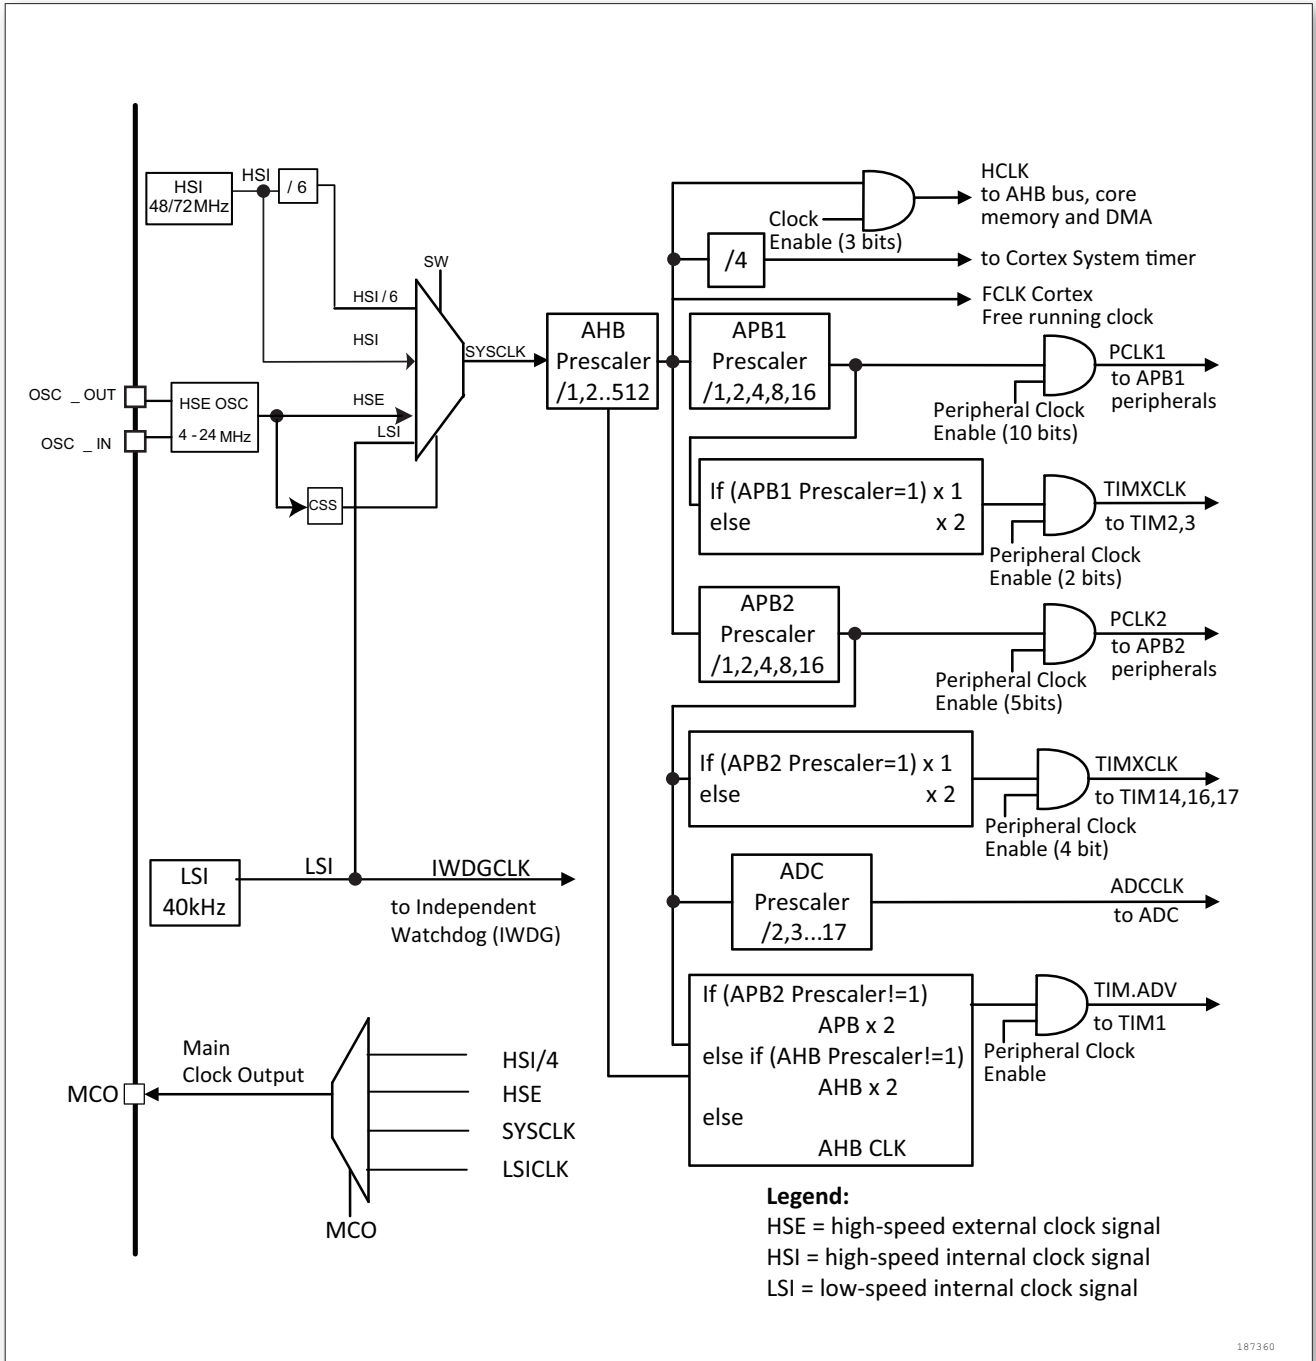 HSI
48/72MHz
HSI
/ 6
SW
HSI / 6
HSI
HSE
LSI
SYSCLK
OSC _ OUT
OSC _ IN
HSE OSC
4 - 24 MHz
CSS
AHB
Prescaler
/1,2..512
Clock
Enable (3 bits)
HCLK
to AHB bus, core
memory and DMA
/4
to Cortex System timer
FCLK Cortex
Free running clock
APB1
Prescaler
/1,2,4,8,16
Peripheral Clock
Enable (10 bits)
PCLK1
to APB1
peripherals
If (APB1 Prescaler=1) x 1
else x 2
Peripheral Clock
Enable (2 bits)
TIMXCLK
to TIM2,3
APB2
Prescaler
/1,2,4,8,16
Peripheral Clock
Enable (5bits)
PCLK2
to APB2
peripherals
If (APB2 Prescaler=1) x 1
else x 2
Peripheral Clock
Enable (4 bit)
TIMXCLK
to TIM14,16,17
LSI
40kHz
LSI
IWDGCLK
to Independent
Watchdog (IWDG)
ADC
Prescaler
/2,3...17
ADCCLK
to ADC
If (APB2 Prescaler!=1)
APB x 2
else if (AHB Prescaler!=1)
AHB x 2
else
AHB CLK
Peripheral Clock
Enable
TIM.ADV
to TIM1
Main
Clock Output
MCO
HSI/4
HSE
SYSCLK
LSICLK
MCO
Legend:
HSE = high-speed external clock signal
HSI = high-speed internal clock signal
LSI = low-speed internal clock signal
187360